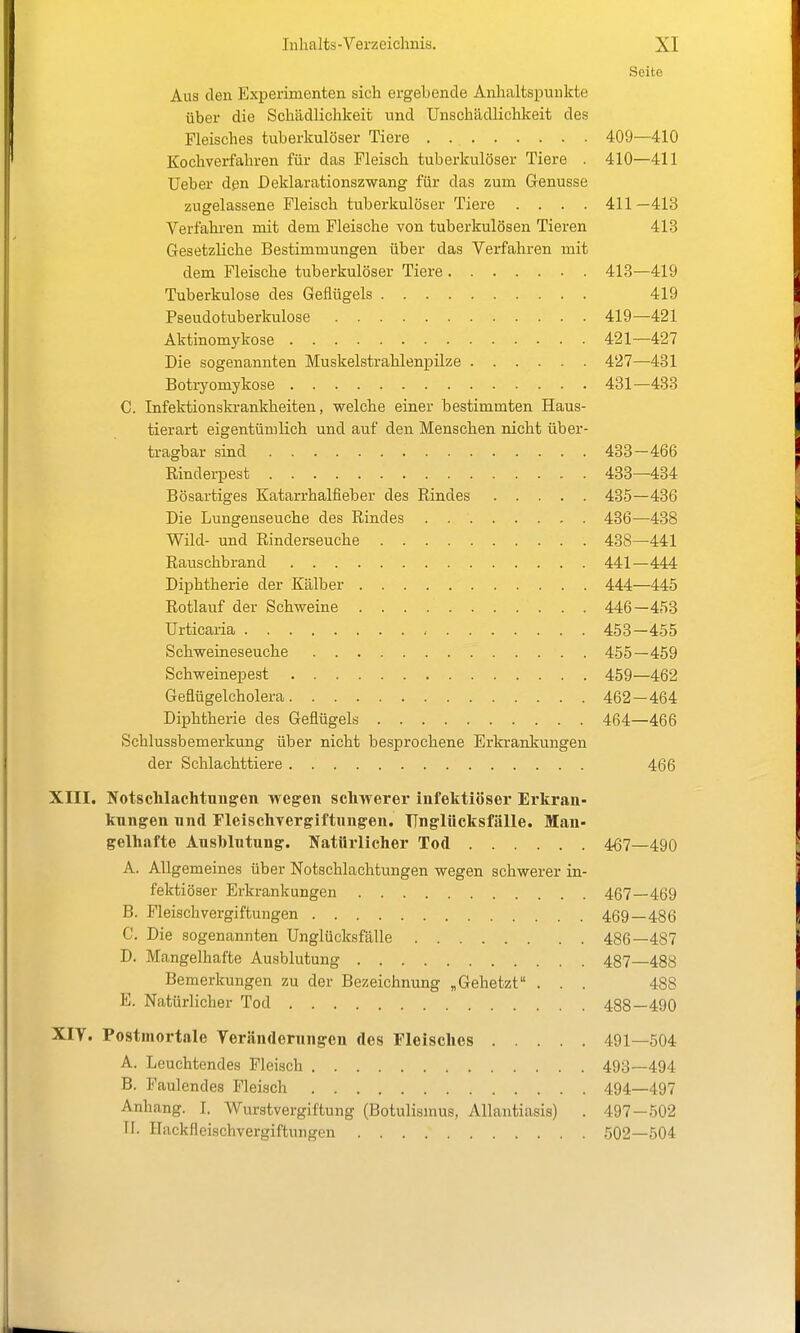 Inhalts-Verzeichnis. XI
Seite
Aus den Experimenten sich ergebende Anhaltspunkte
über die Schädlichkeit und Unschädlichkeit des
Fleisches tuberkulöser Tiere . . . . . . . . 409—410
Kochverfahren für das Fleisch tuberkulöser Tiere . 410—411
Ueber den Deklarationszwang für das zum Genusse
zugelassene Fleisch tuberkulöser Tiere . . . . 411—413
Verfahren mit dem Fleische von tuberkulösen Tieren 413
Gesetzliche Bestimmungen über das Verfahren mit
dem Fleische tuberkulöser Tiere . . . . . . . 413—419
Tuberkulose des Geflügels . . . . . . . . . . 419
Pseudotuberkulose . . . . . . . . . . . . 419—421
Aktinomykose . . . . . . . . . . . . . . 421—427
Die sogenannten Muskelstrahlenpilze . . . . . . 427—431
Botryomykose . . . . . . . . . . . . . . 431—433
C. Infektionskrankheiten, welche einer bestimmten Haus-
tierart eigentümlich und auf den Menschen nicht über-
tragbar sind . . . . . . . . . . . . . . . 433—466
Rinderpest . . . . . . . . . . . . . . . 433—434
Bösartiges Katarrhalfieber des Rindes . . . . . 435—436
Die Lungenseuche des Rindes . . . . . . . . 436—438
Wild- und Rinderseuche . . . . . . . . . . 438—441
Rauschbrand . . . . . . . . . . . . . . 441—444
Diphtherie der Kälber . . . . . . . . . . . 444—445
Rotlauf der Schweine . . . . . . . . . . . 446—453
Urticaria . . . . . . . . . . . . . . . . 453—455
Schweineseuche . . . . . . . . . . . . . 455—459
Schweinepest . . . . . . . . . . . . . . 459—462
Geflügelcholera . . . . . . . . . . . . . . 462—464
Diphtherie des Geflügels . . . . . . . . . . 464—466
Schlussbemerkung über nicht besprochene Erkrankungen
der Schlachttiere . . . . . . . . . . . . . . 466
XIII. Notschlachtungen wegen schwerer infektiöser Erkran-
kungen und Fleischvergiftungen. Unglücksfälle. Man-
gelhafte Ausblutung. Natürlicher Tod . . . . . . 467—490
A. Allgemeines über Notschlachtungen wegen schwerer in-
fektiöser Erkrankungen . . . . . . . . . . . 467—469
B. Fleischvergiftungen . . . . . . . . . . . . . 469—486
C. Die sogenannten Unglücksfälle . . . . . . . . 486—487
D. Mangelhafte Ausblutung . . . . . . . . . . . 487—488
Bemerkungen zu der Bezeichnung „Gehetzt“ . . . 488
E. Natürlicher Tod . . . . . . . . . . . . . . 488—490
XIV. Postmortale Veränderungen des Fleisches . . . . . 491—504
A. Leuchtendes Fleisch . . . . . . . . . . . . . 493—494
B. Faulendes Fleisch . . . . . . . . . . . . . 494—497
Anhang. I. Wurstvergiftung (Botulismus, Allantiasis) . 497—502
II. Hackfleischvergiftungen . . . . . . . . . . . 502—504